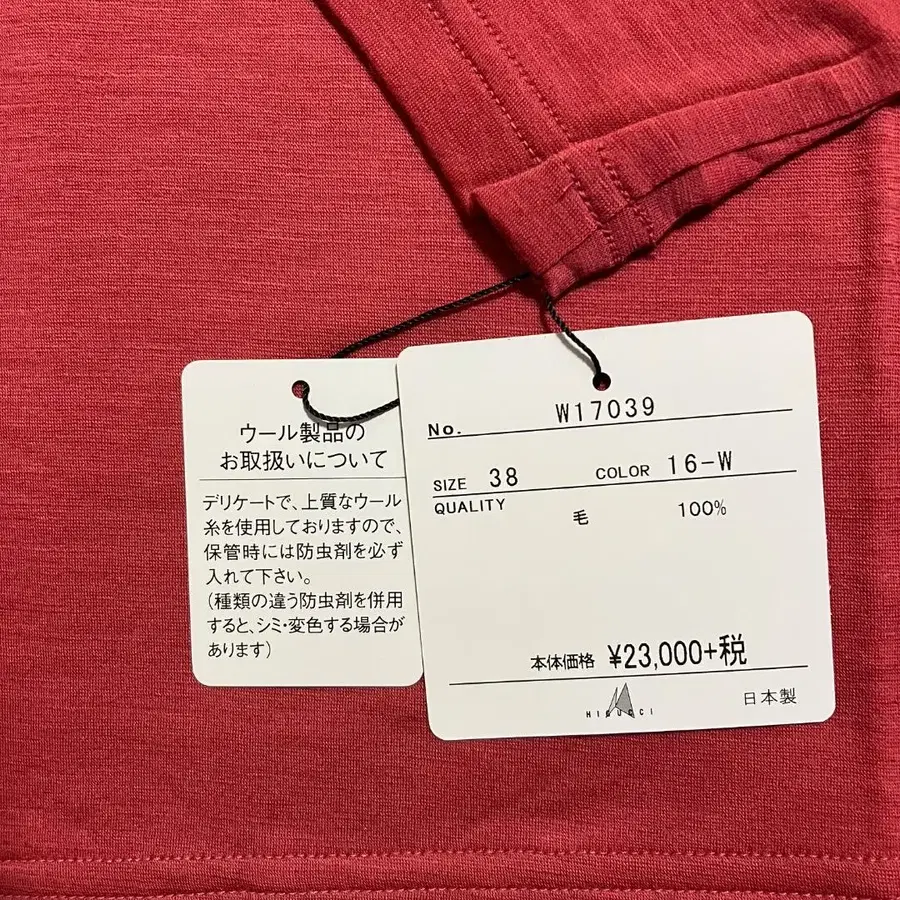 ウール製品の
お取扱いについて
デリケートで、上質なウール
糸を使用しておりますので、
保管時には防虫剤を必ず
入れて下さい。
(種類の違う防虫剤を併用
すると、シミ・変色する場合が
あります)
No. W17039
SIZE 38 COLOR 16-W
QUALITY
毛 100%
本体価格 ¥23,000+税
日本製